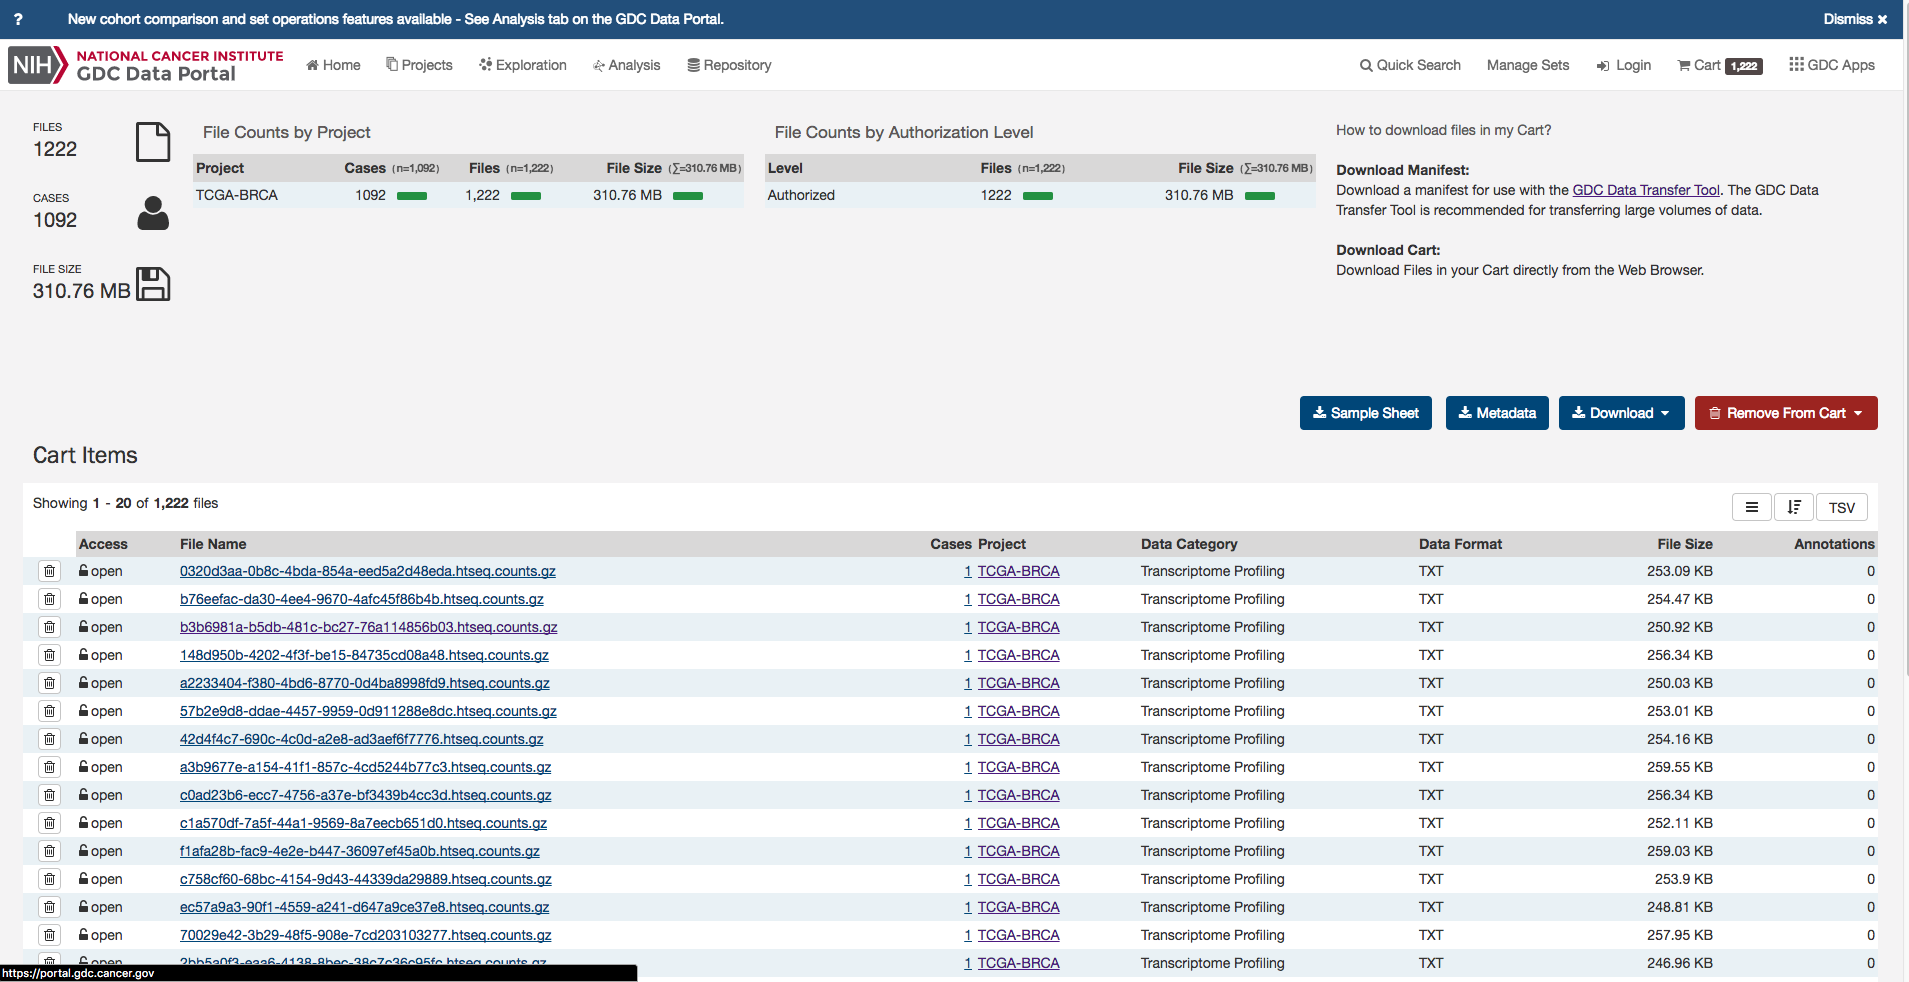 ? New cohort comparison and set operations features available - See Analysis tab on the GDC Data Portal. Dismiss ×
NIH NATIONAL CANCER INSTITUTE
GDC Data Portal
Home Projects Exploration Analysis Repository Quick Search Manage Sets Login Cart 1,222 GDC Apps
FILES
1222
CASES
1092
FILE SIZE
310.76 MB
File Counts by Project
Project Cases (n=1,092) Files (n=1,222) File Size (∑=310.76 MB)
TCGA-BRCA 1092 1,222 310.76 MB
File Counts by Authorization Level
Level Files (n=1,222) File Size (∑=310.76 MB)
Authorized 1222 310.76 MB
How to download files in my Cart?
Download Manifest:
Download a manifest for use with the GDC Data Transfer Tool. The GDC Data
Transfer Tool is recommended for transferring large volumes of data.
Download Cart:
Download Files in your Cart directly from the Web Browser.
Sample Sheet Metadata Download Remove From Cart
Cart Items
Showing 1 - 20 of 1,222 files
TSV
Access File Name Cases Project Data Category Data Format File Size Annotations
open 0320d3aa-0b8c-4bda-854a-eed5a2d48eda.htseq.counts.gz 1 TCGA-BRCA Transcriptome Profiling TXT 253.09 KB 0
open b76eefac-da30-4ee4-9670-4afc45f86b4b.htseq.counts.gz 1 TCGA-BRCA Transcriptome Profiling TXT 254.47 KB 0
open b3b6981a-b5db-481c-bc27-76a114856b03.htseq.counts.gz 1 TCGA-BRCA Transcriptome Profiling TXT 250.92 KB 0
open 148d950b-4202-4f3f-be15-84735cd08a48.htseq.counts.gz 1 TCGA-BRCA Transcriptome Profiling TXT 256.34 KB 0
open a2233404-f380-4bd6-8770-0d4ba8998fd9.htseq.counts.gz 1 TCGA-BRCA Transcriptome Profiling TXT 250.03 KB 0
open 57b2e9d8-ddae-4457-9959-0d911288e8dc.htseq.counts.gz 1 TCGA-BRCA Transcriptome Profiling TXT 253.01 KB 0
open 42d4f4c7-690c-4c0d-a2e8-ad3aef6f7776.htseq.counts.gz 1 TCGA-BRCA Transcriptome Profiling TXT 254.16 KB 0
open a3b9677e-a154-41f1-857c-4cd5244b77c3.htseq.counts.gz 1 TCGA-BRCA Transcriptome Profiling TXT 259.55 KB 0
open c0ad23b6-ecc7-4756-a37e-bf3439b4cc3d.htseq.counts.gz 1 TCGA-BRCA Transcriptome Profiling TXT 256.34 KB 0
open c1a570df-7a5f-44a1-9569-8a7eecb651d0.htseq.counts.gz 1 TCGA-BRCA Transcriptome Profiling TXT 252.11 KB 0
open f1afa28b-fac9-4e2e-b447-36097ef45a0b.htseq.counts.gz 1 TCGA-BRCA Transcriptome Profiling TXT 259.03 KB 0
open c758cf60-68bc-4154-9d43-44339da29889.htseq.counts.gz 1 TCGA-BRCA Transcriptome Profiling TXT 253.9 KB 0
open ec57a9a3-90f1-4559-a241-d647a9ce37e8.htseq.counts.gz 1 TCGA-BRCA Transcriptome Profiling TXT 248.81 KB 0
open 70029e42-3b29-48f5-908e-7cd203103277.htseq.counts.gz 1 TCGA-BRCA Transcriptome Profiling TXT 257.95 KB 0
open 1 TCGA-BRCA Transcriptome Profiling TXT 246.96 KB 0
https://portal.gdc.cancer.gov